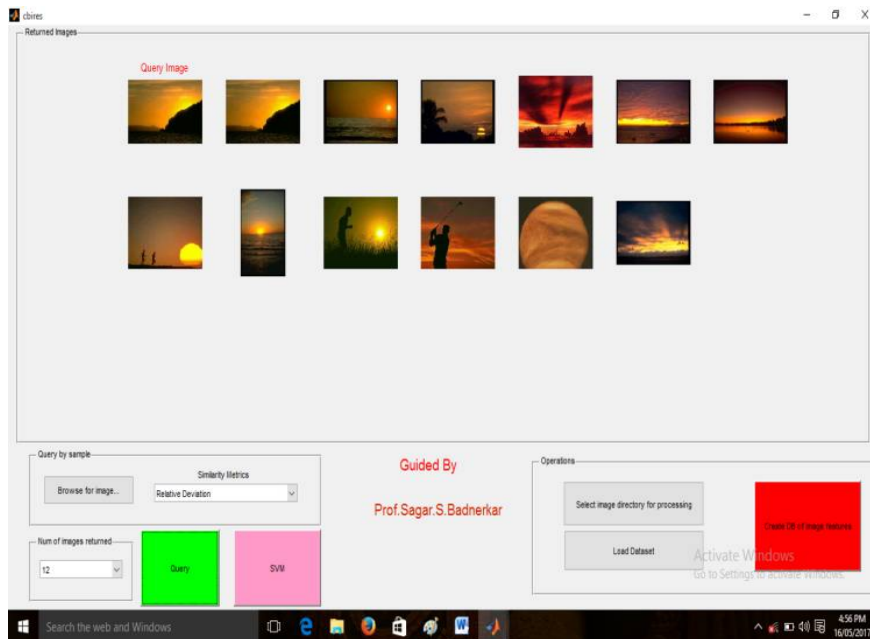 cbires
Returned Images
Query Image
Query by sample
Browse for image...
Similarity Metrics
Relative Deviation
Num of images returned
12
Query
SVM
Guided By
Prof.Sagar.S.Badnerkar
Operations
Select image directory for processing
Load Dataset
Create DB of image features
Activate Windows
Go to Settings to activate Windows.
Search the web and Windows
4:56 PM
16/05/2017